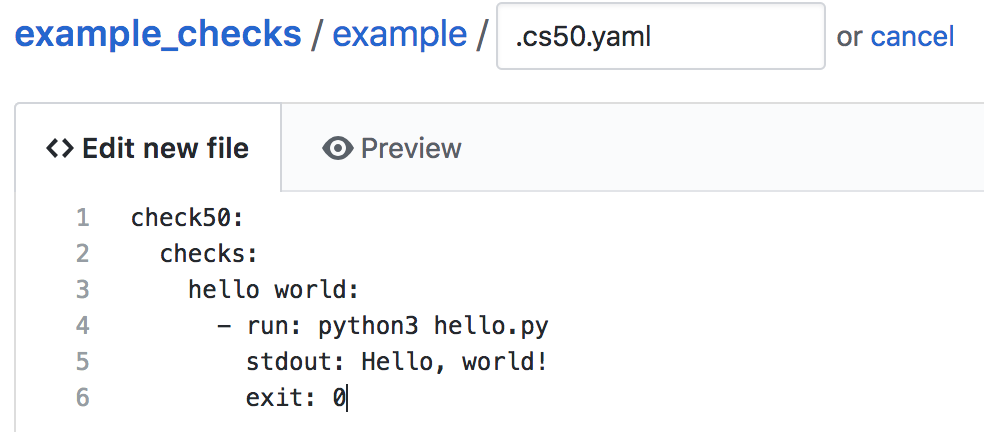 example_checks / example / .cs50.yaml or cancel
<> Edit new file Preview
1 check50:
2 checks:
3 hello world:
4 - run: python3 hello.py
5 stdout: Hello, world!
6 exit: 0